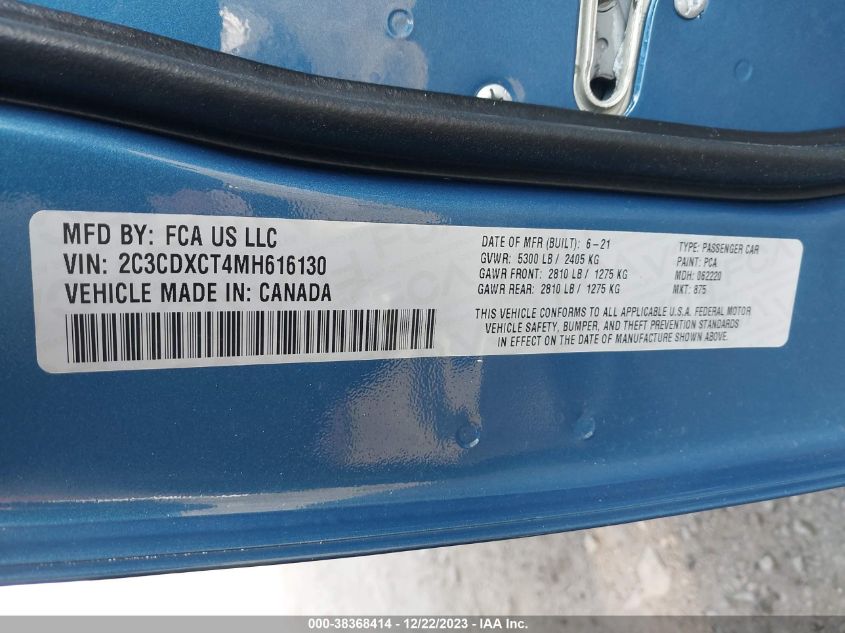 MFD BY: FCA US LLC
VIN: 2C3CDXCT4MH616130
VEHICLE MADE IN: CANADA
DATE OF MFR (BUILT): 6-21
GVWR: 5300 LB / 2405 KG
GAWR FRONT: 2810 LB / 1275 KG
GAWR REAR: 2810 LB / 1275 KG
TYPE: PASSENGER CAR
PAINT: PCA
MDH: 062220
MKT: 875
THIS VEHICLE CONFORMS TO ALL APPLICABLE U.S.A. FEDERAL MOTOR
VEHICLE SAFETY, BUMPER, AND THEFT PREVENTION STANDARDS
IN EFFECT ON THE DATE OF MANUFACTURE SHOWN ABOVE.
000-38368414 - 12/22/2023 - IAA Inc.